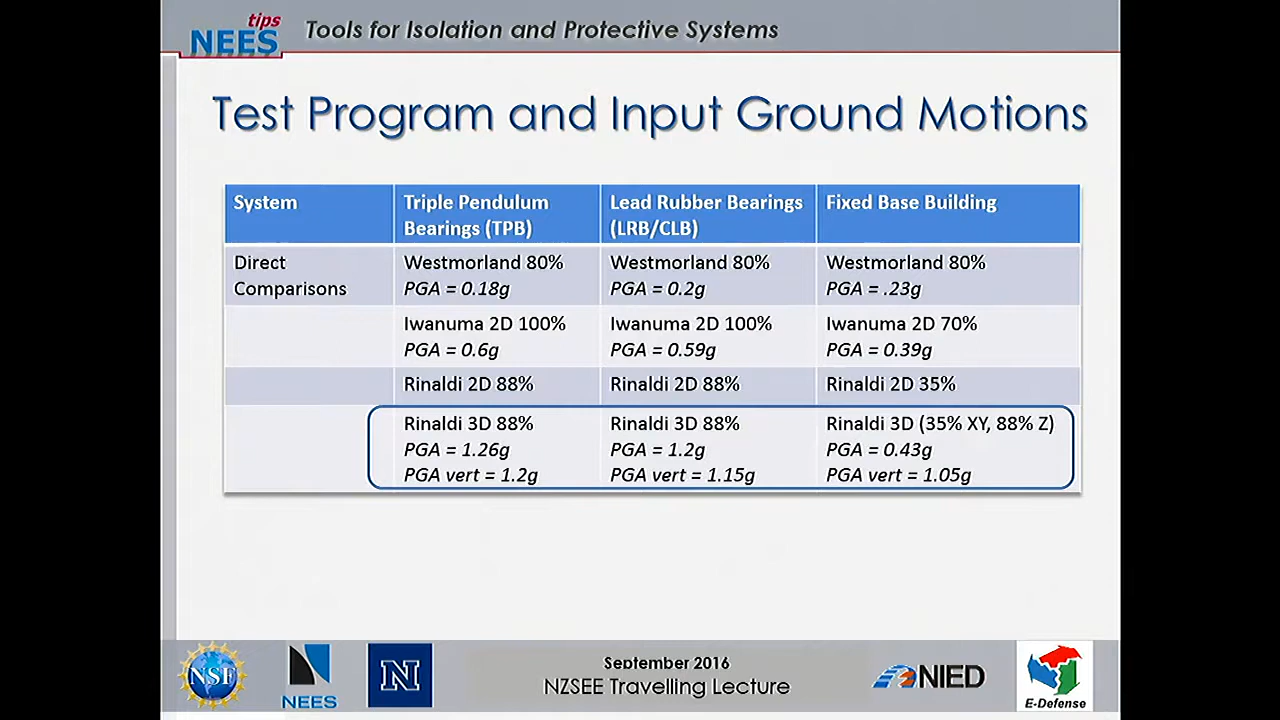 tips
NEES
Tools for Isolation and Protective Systems
Test Program and Input Ground Motions
System
Triple Pendulum
Bearings (TPB)
Lead Rubber Bearings
(LRB/CLB)
Fixed Base Building
Direct
Comparisons
Westmorland 80%
PGA = 0.18g
Westmorland 80%
PGA = 0.2g
Westmorland 80%
PGA = .23g
Iwanuma 2D 100%
PGA = 0.6g
Iwanuma 2D 100%
PGA = 0.59g
Iwanuma 2D 70%
PGA = 0.39g
Rinaldi 2D 88%
Rinaldi 2D 88%
Rinaldi 2D 35%
Rinaldi 3D 88%
PGA = 1.26g
PGA vert = 1.2g
Rinaldi 3D 88%
PGA = 1.2g
PGA vert = 1.15g
Rinaldi 3D (35% XY, 88% Z)
PGA = 0.43g
PGA vert = 1.05g
NSF
NEES
N
September 2016
NZSEE Travelling Lecture
NIED
E-Defense